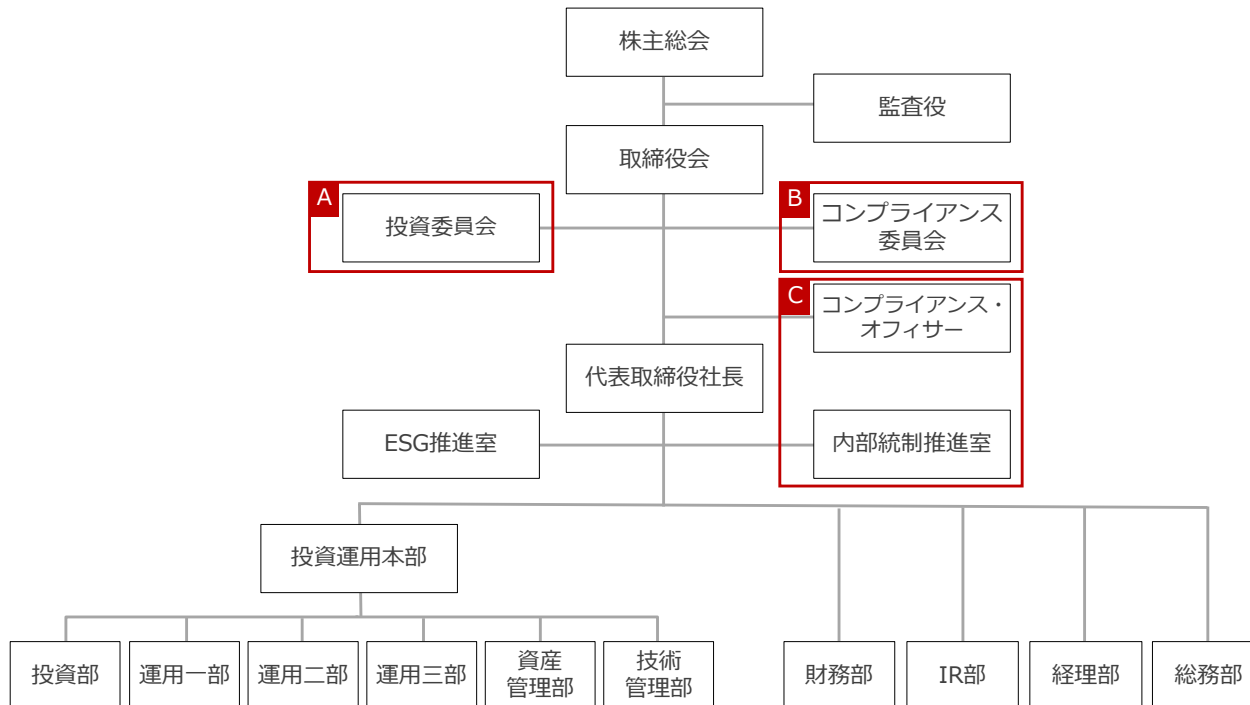 株主総会
監査役
取締役会
A
投資委員会
B
コンプライアンス
委員会
C
コンプライアンス・
オフィサー
代表取締役社長
ESG推進室
内部統制推進室
投資運用本部
投資部
運用一部
運用二部
運用三部
資産
管理部
技術
管理部
財務部
IR部
経理部
総務部